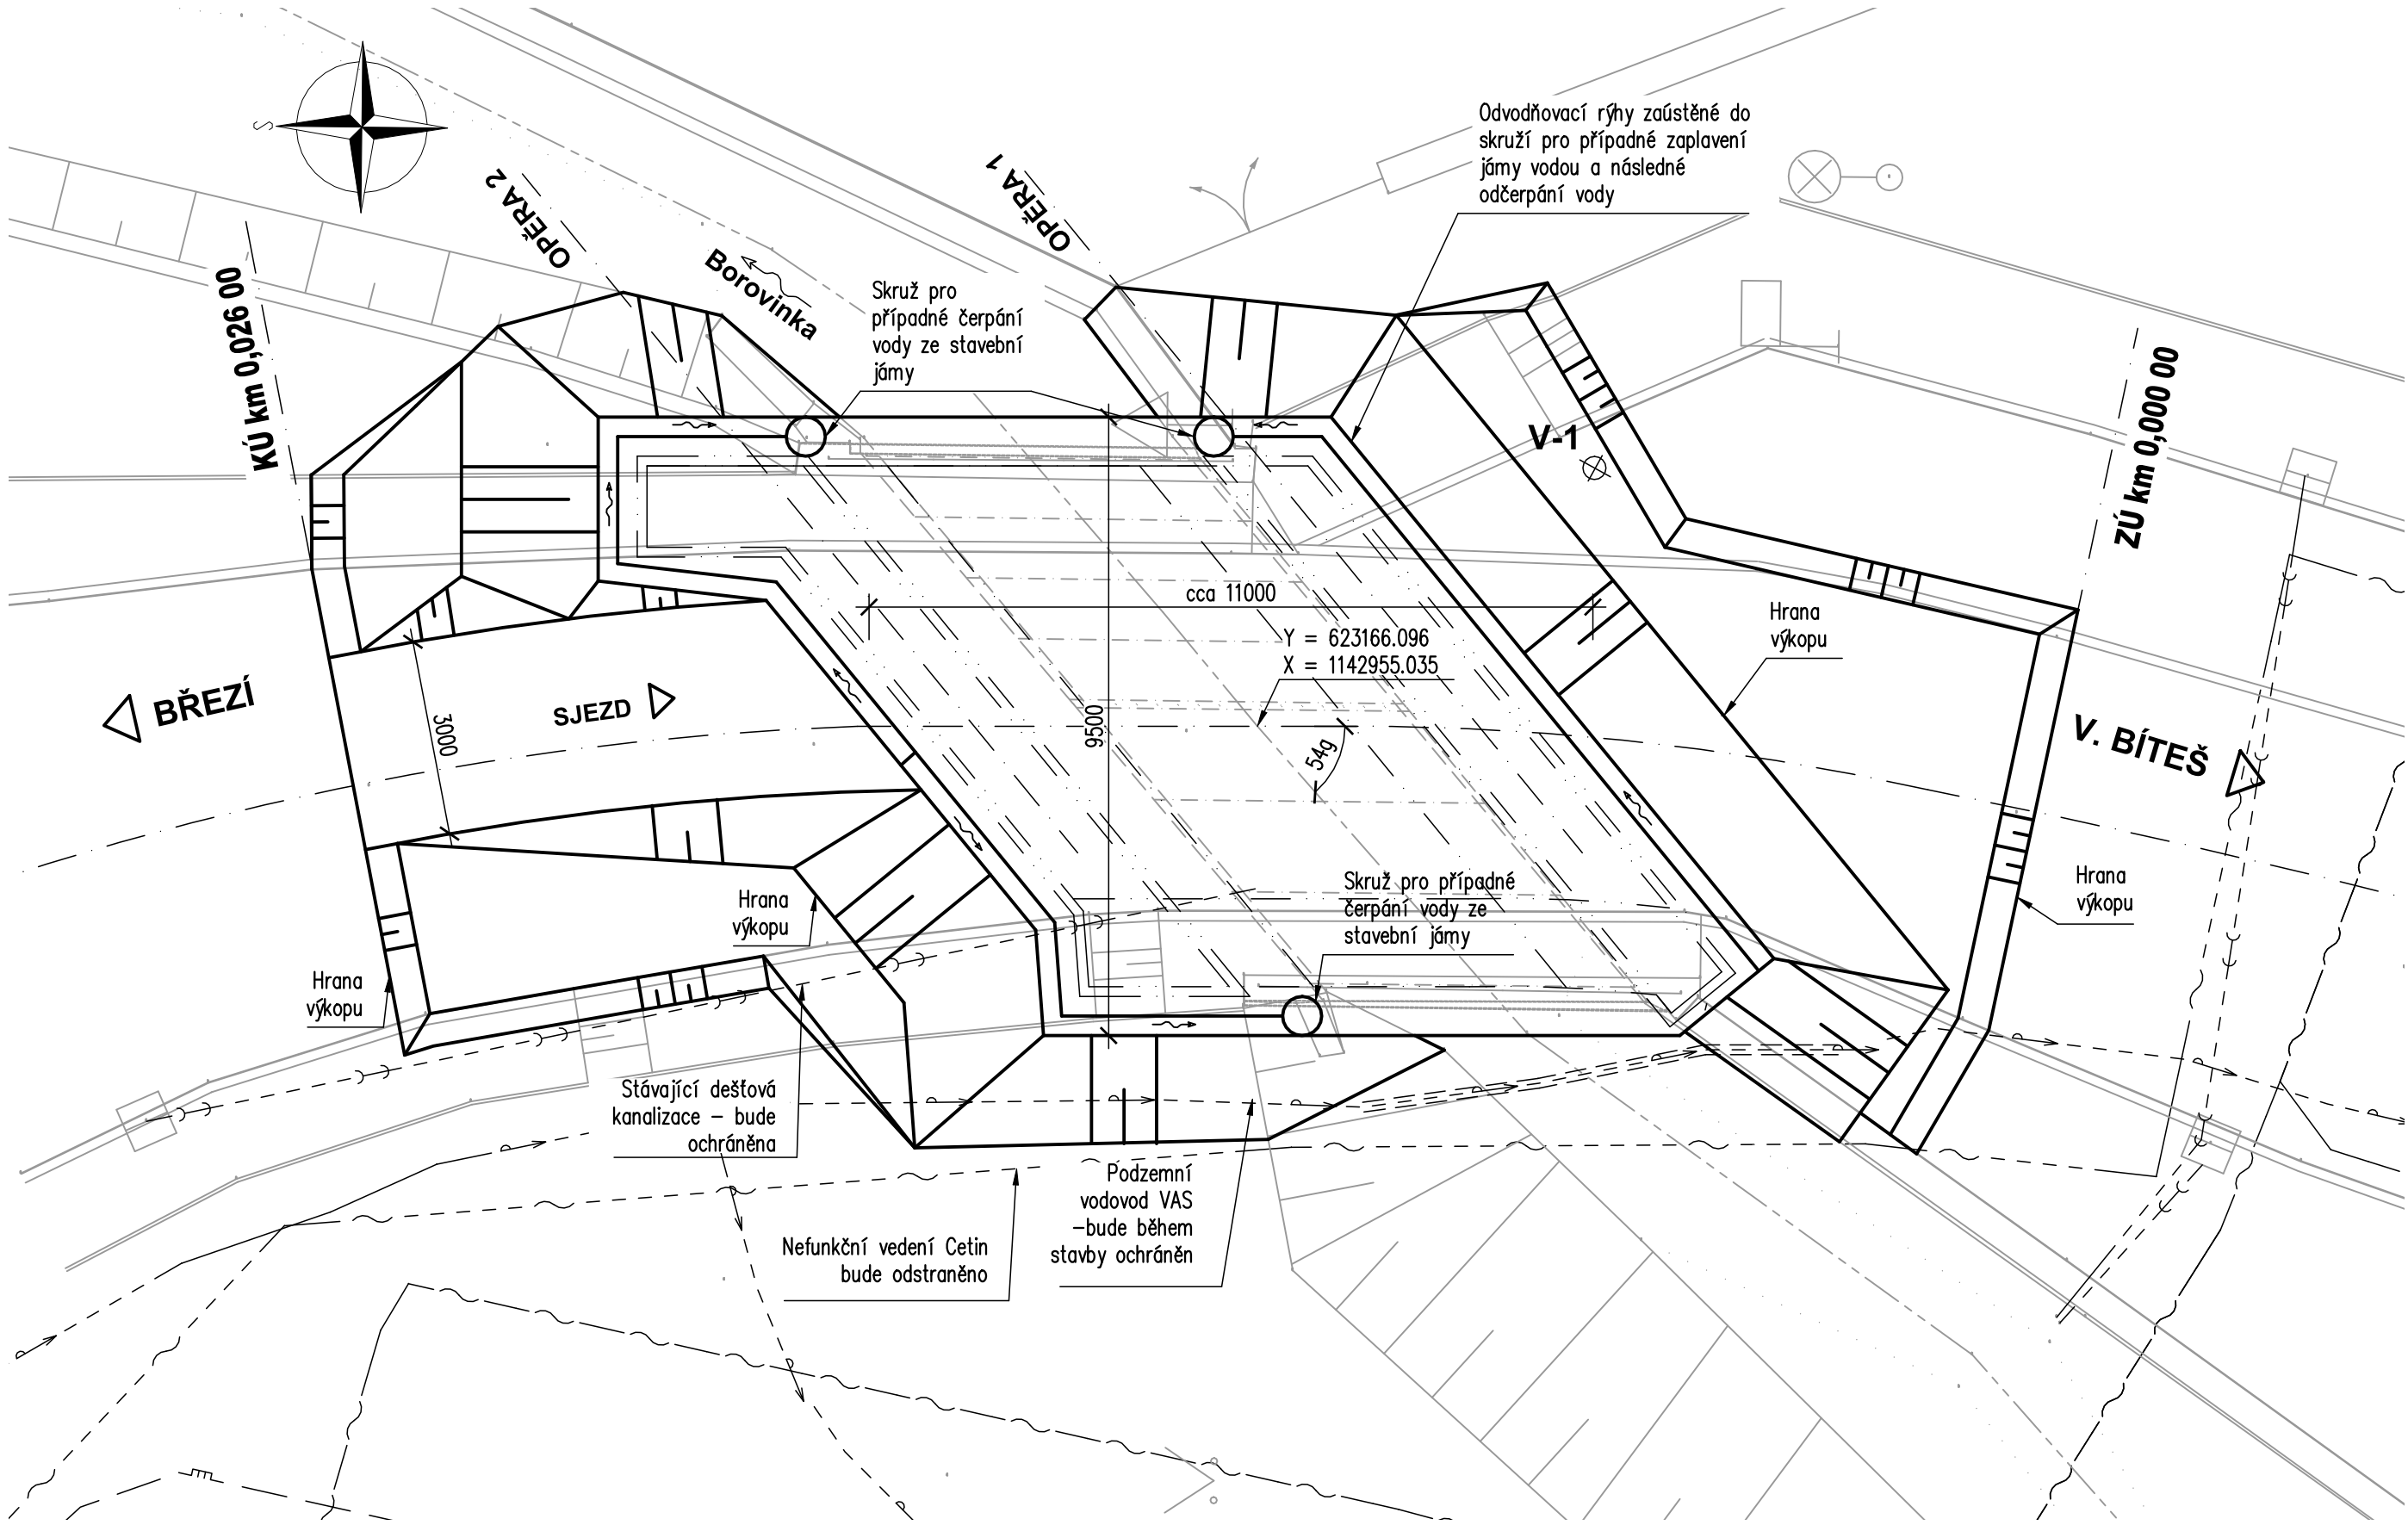 S
OPĚRA 2
OPĚRA 1
Borovinka
Odvodňovací rýhy zaústěné do
skruží pro případné zaplavení
jámy vodou a následné
odčerpání vody
KÚ km 0,026 00
Skruž pro
případné čerpání
vody ze stavební
jámy
V-1
ZÚ km 0,000 00
cca 11000
Y = 623166.096
X = 1142955.035
Hrana
výkopu
BŘEZÍ
SJEZD
3000
9500
54g
V. BÍTEŠ
Hrana
výkopu
Skruž pro případné
čerpání vody ze
stavební jámy
Hrana
výkopu
Hrana
výkopu
Stávající dešťová
kanalizace – bude
ochráněna
Podzemní
vodovod VAS
–bude během
stavby ochráněn
Nefunkční vedení Cetin
bude odstraněno